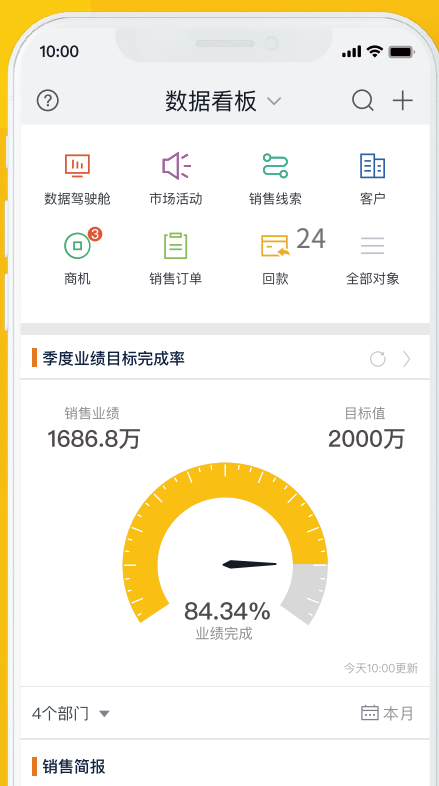 10:00
数据看板
数据驾驶舱 市场活动 销售线索 客户
3 24
商机 销售订单 回款 全部对象
季度业绩目标完成率
销售业绩 目标值
1686.8万 2000万
84.34%
业绩完成
今天10:00更新
4个部门 本月
销售简报